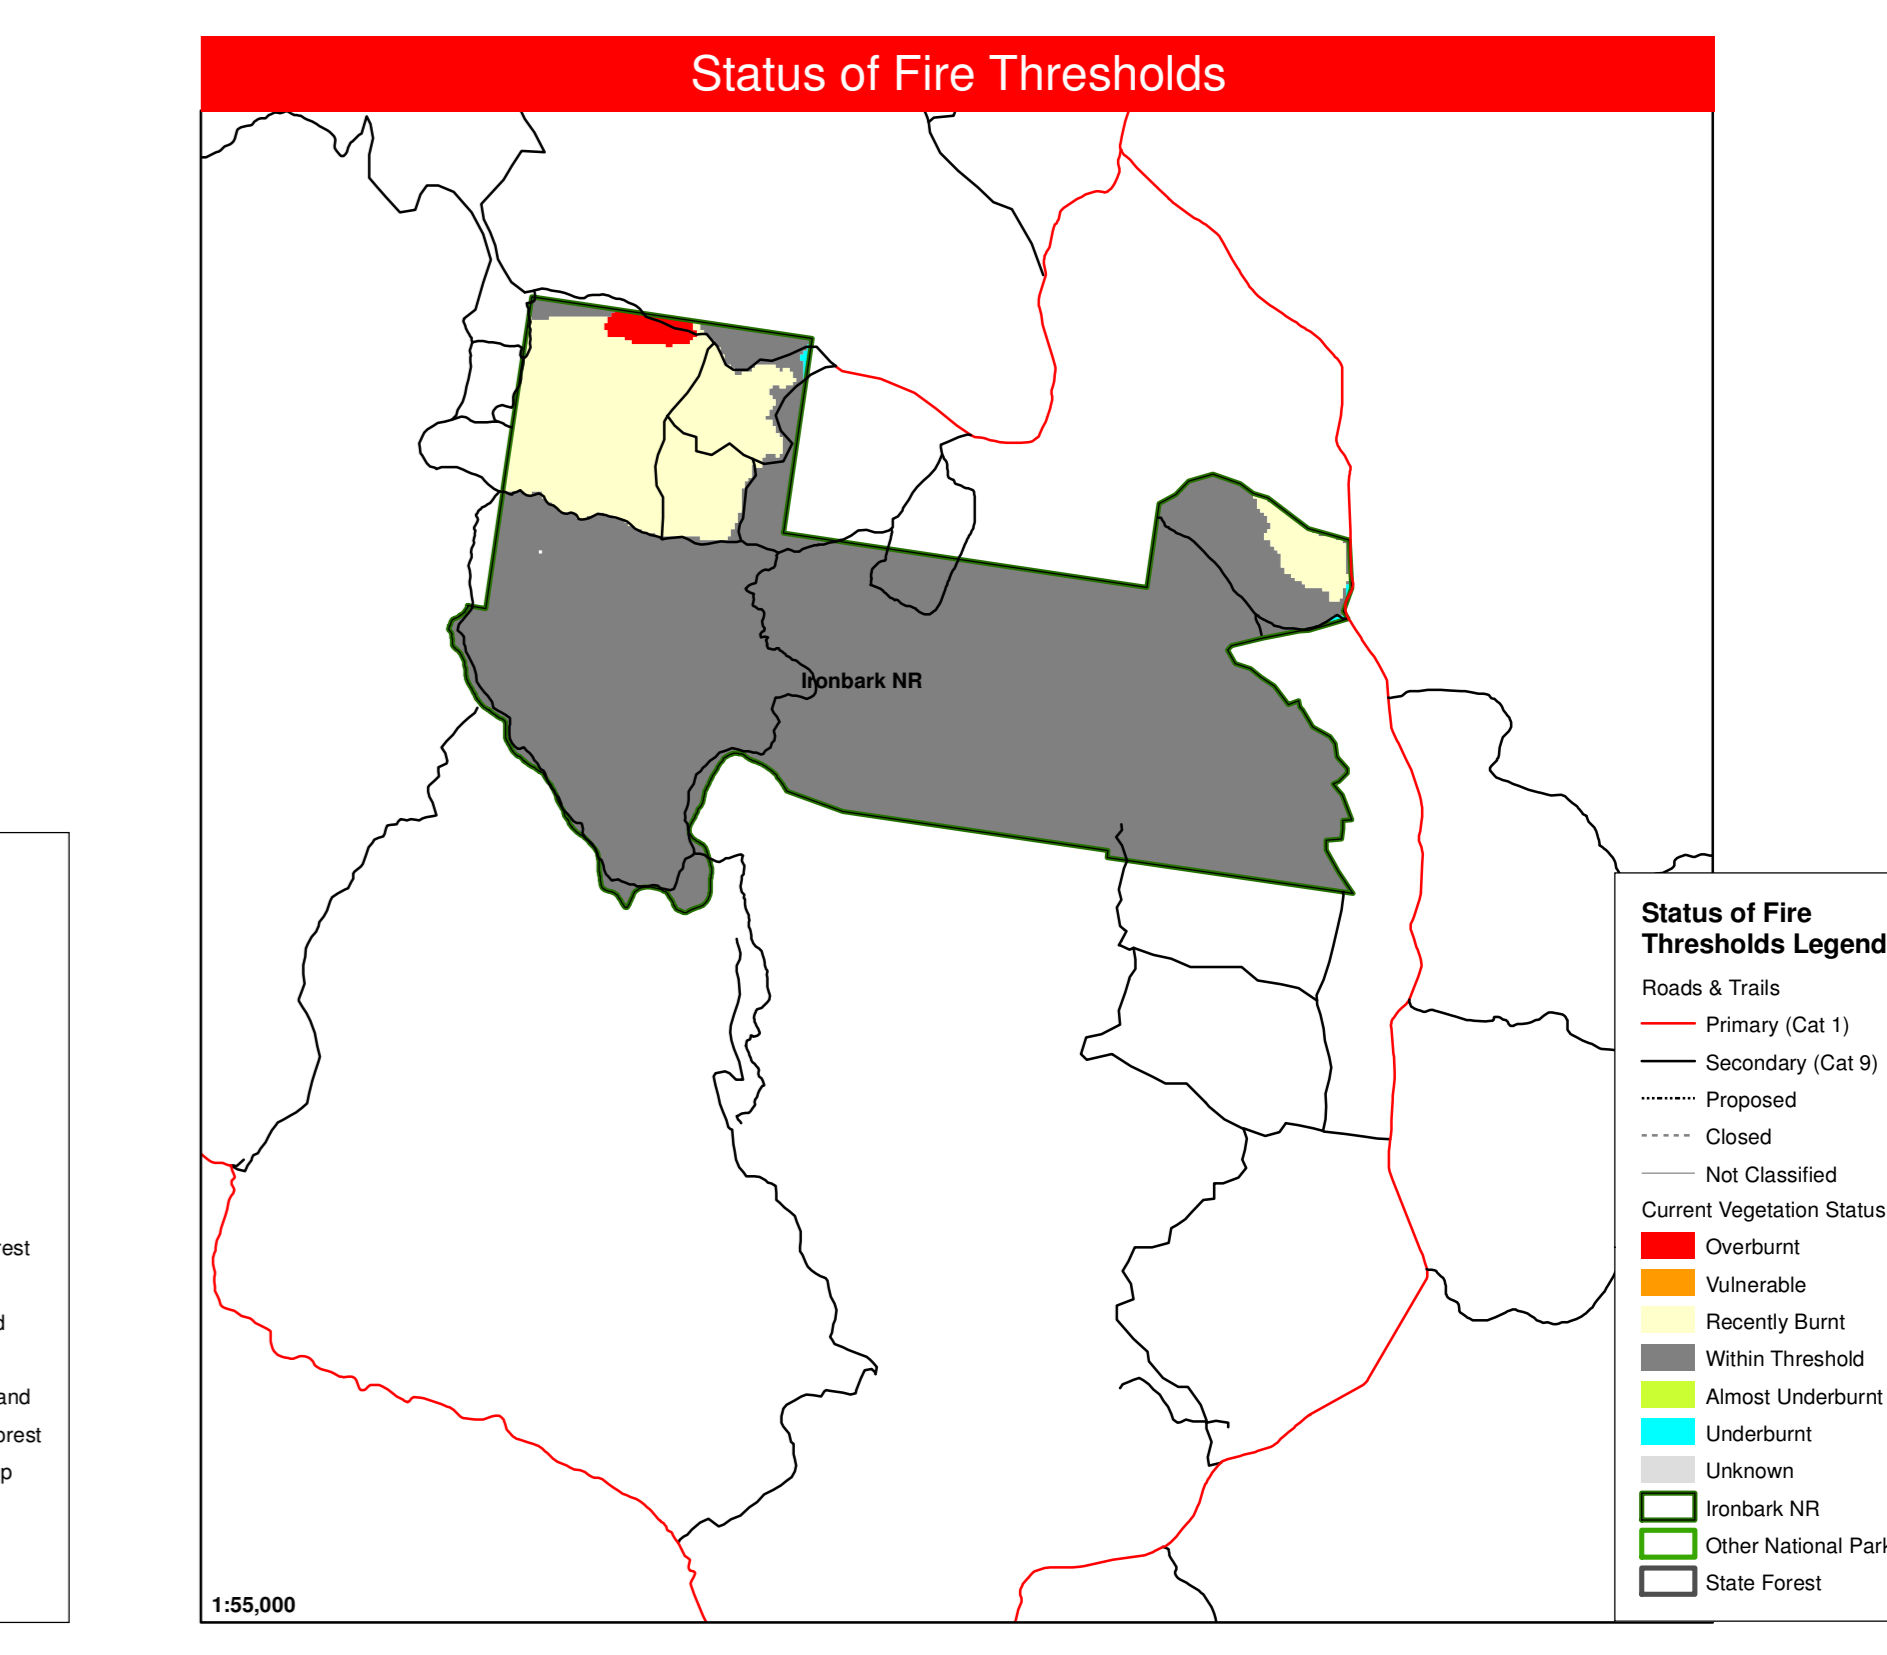 Status of Fire Thresholds
Ironbark NR
1:55,000
Status of Fire
Thresholds Legend
Roads & Trails
Primary (Cat 1)
Secondary (Cat 9)
Proposed
Closed
Not Classified
Current Vegetation Status
Overburnt
Vulnerable
Recently Burnt
Within Threshold
Almost Underburnt
Underburnt
Unknown
Ironbark NR
Other National Park
State Forest